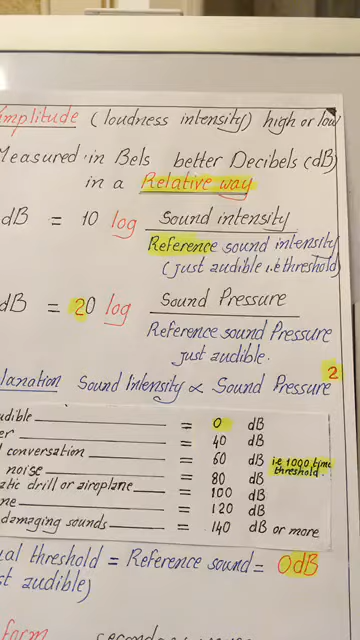 Amplitude (loudness intensity) high or low
Measured in Bels better Decibels (dB)
in a Relative way
dB = 10 log Sound intensity
Reference sound intensity
(just audible i.e threshold)
dB = 20 log Sound Pressure
Reference sound Pressure
just audible.
lanation Sound Intensity ∝ Sound Pressure 2
udible = 0 dB
er = 40 dB
conversation = 60 dB i.e 1000 time
noise = 80 dB threshold.
atic drill or airoplane = 100 dB
ne = 120 dB
damaging sounds = 140 dB or more
ual threshold = Reference sound = 0dB
st audible)
form